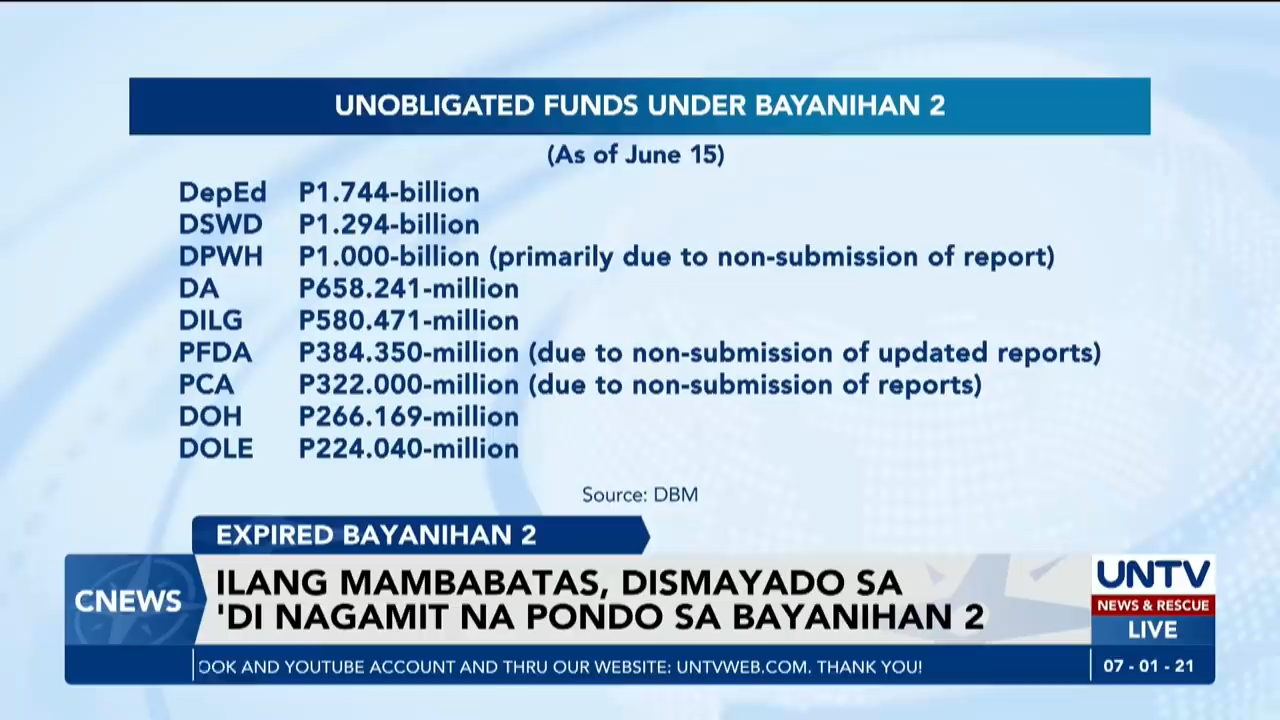 UNOBLIGATED FUNDS UNDER BAYANIHAN 2
(As of June 15)
DepEd P1.744-billion
DSWD P1.294-billion
DPWH P1.000-billion (primarily due to non-submission of report)
DA P658.241-million
DILG P580.471-million
PFDA P384.350-million (due to non-submission of updated reports)
PCA P322.000-million (due to non-submission of reports)
DOH P266.169-million
DOLE P224.040-million
Source: DBM
EXPIRED BAYANIHAN 2
CNEWS
ILANG MAMBABATAS, DISMAYADO SA
'DI NAGAMIT NA PONDO SA BAYANIHAN 2
UNTV
NEWS & RESCUE
LIVE
OOK AND YOUTUBE ACCOUNT AND THRU OUR WEBSITE: UNTVWEB.COM. THANK YOU!
07 - 01 - 21